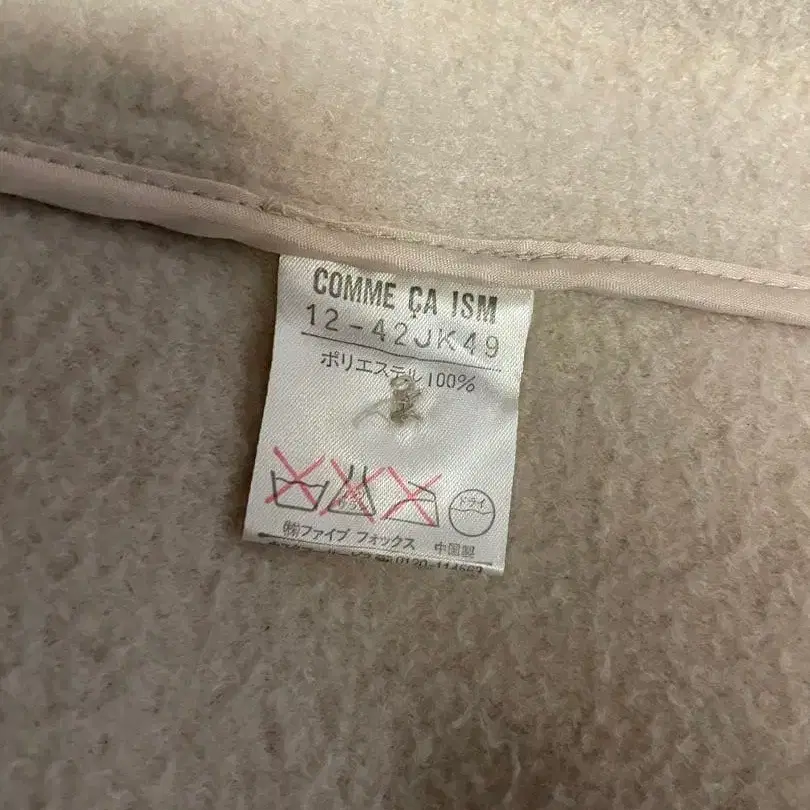 COMME ÇA ISM
12-42JK49
ポリエステル100%
ドライ
㈱ファイブ フォックス 中国製